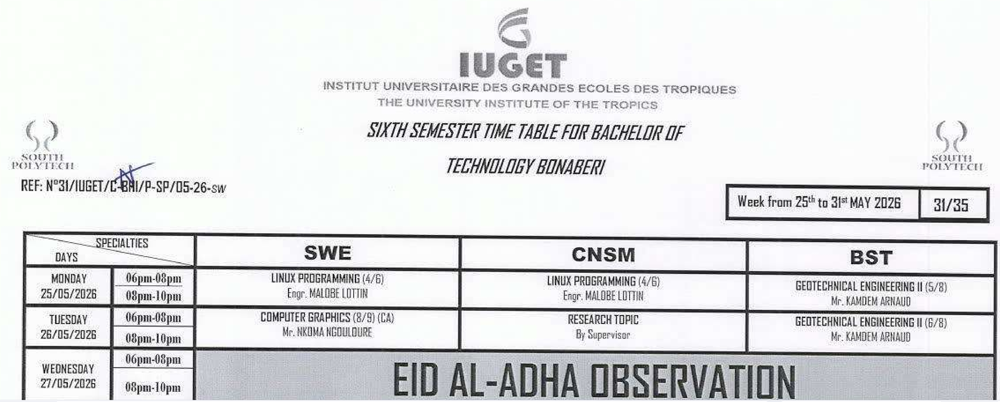 IUGET
INSTITUT UNIVERSITAIRE DES GRANDES ECOLES DES TROPIQUES
THE UNIVERSITY INSTITUTE OF THE TROPICS
SIXTH SEMESTER TIME TABLE FOR BACHELOR OF
TECHNOLOGY BONABERI
SOUTH
POLYTECH
SOUTH
POLYTECH
REF: N°31/IUGET/C-BHI/P-SP/05-26-SW
Week from 25th to 31st MAY 2026 31/35
SPECIALTIES
DAYS
SWE CNSM BST
MONDAY
25/05/2026
06pm-08pm
08pm-10pm
LINUX PROGRAMMING (4/6)
Engr. MALOBE LOTTIN
LINUX PROGRAMMING (4/6)
Engr. MALOBE LOTTIN
GEOTECHNICAL ENGINEERING II (5/8)
Mr. KAMDEM ARNAUD
TUESDAY
26/05/2026
06pm-08pm
08pm-10pm
COMPUTER GRAPHICS (8/9) (CA)
Mr. NKOMA NGOULOURE
RESEARCH TOPIC
By Supervisor
GEOTECHNICAL ENGINEERING II (6/8)
Mr. KAMDEM ARNAUD
WEDNESDAY
27/05/2026
06pm-08pm
08pm-10pm
EID AL-ADHA OBSERVATION